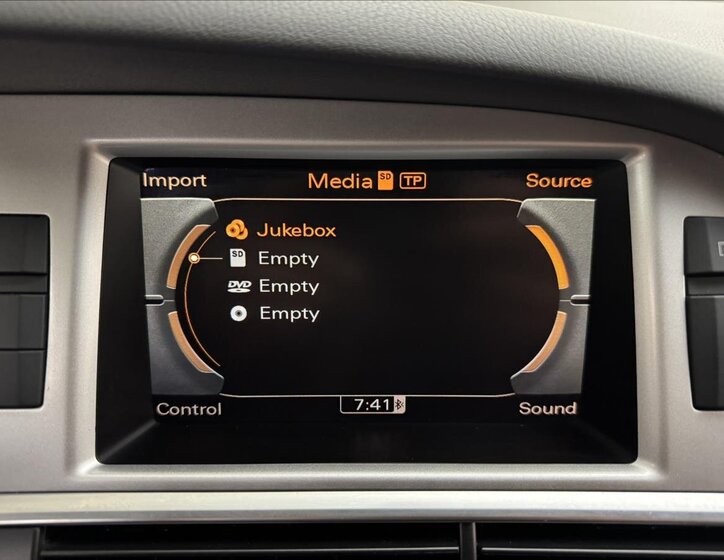 Import
Media SD TP
Source
Jukebox
SD Empty
DVD Empty
Empty
Control
7:41
Sound